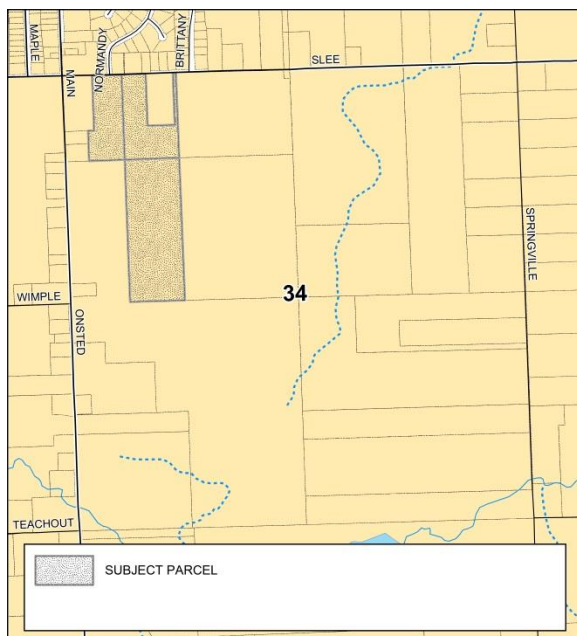 MAPLE
MAIN
NORMANDY
BRITTANY
SLEE
SPRINGVILLE
34
WIMPLE
ONSTED
TEACHOUT
SUBJECT PARCEL